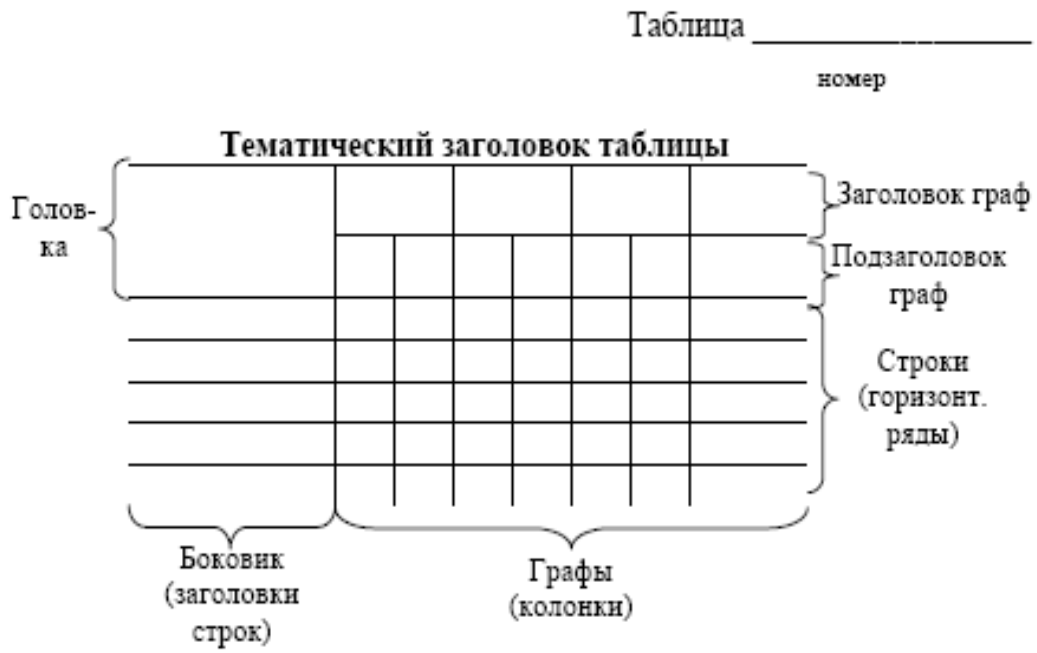 Таблица ____________________
номер
Тематический заголовок таблицы
Голов-
ка
Заголовок граф
Подзаголовок
граф
Строки
(горизонт.
ряды)
Боковик
(заголовки
строк)
Графы
(колонки)